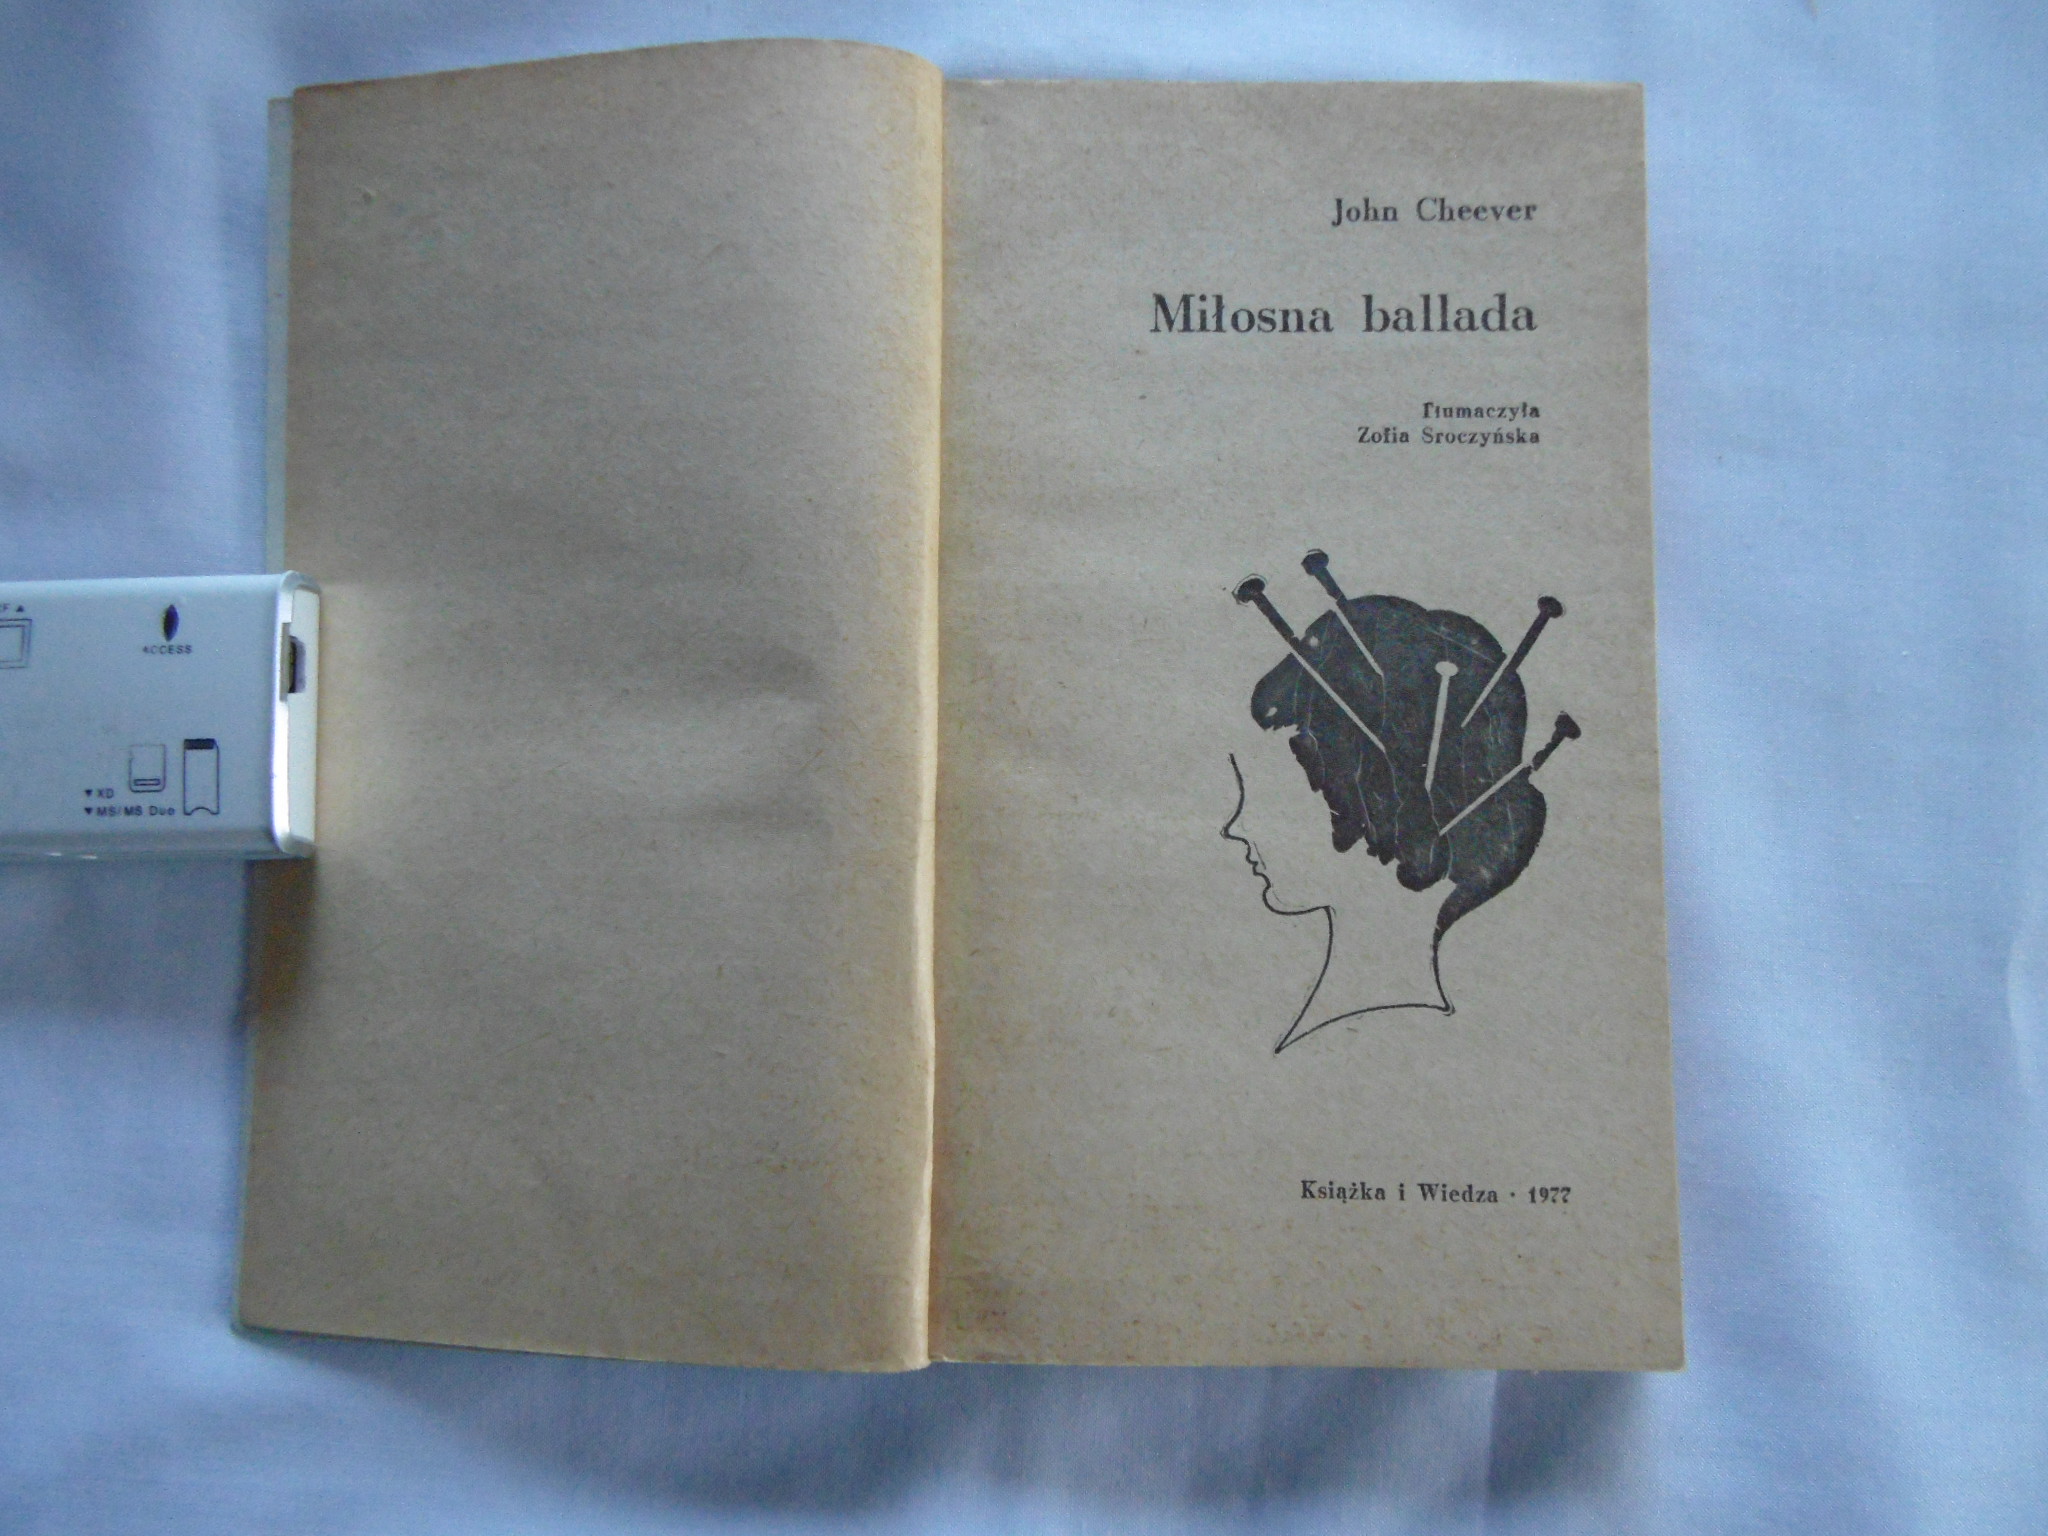 ACCESS
▼XD
▼MS/MS Duo
John Cheever
Miłosna ballada
Tłumaczyła
Zofia Sroczyńska
Książka i Wiedza · 1977